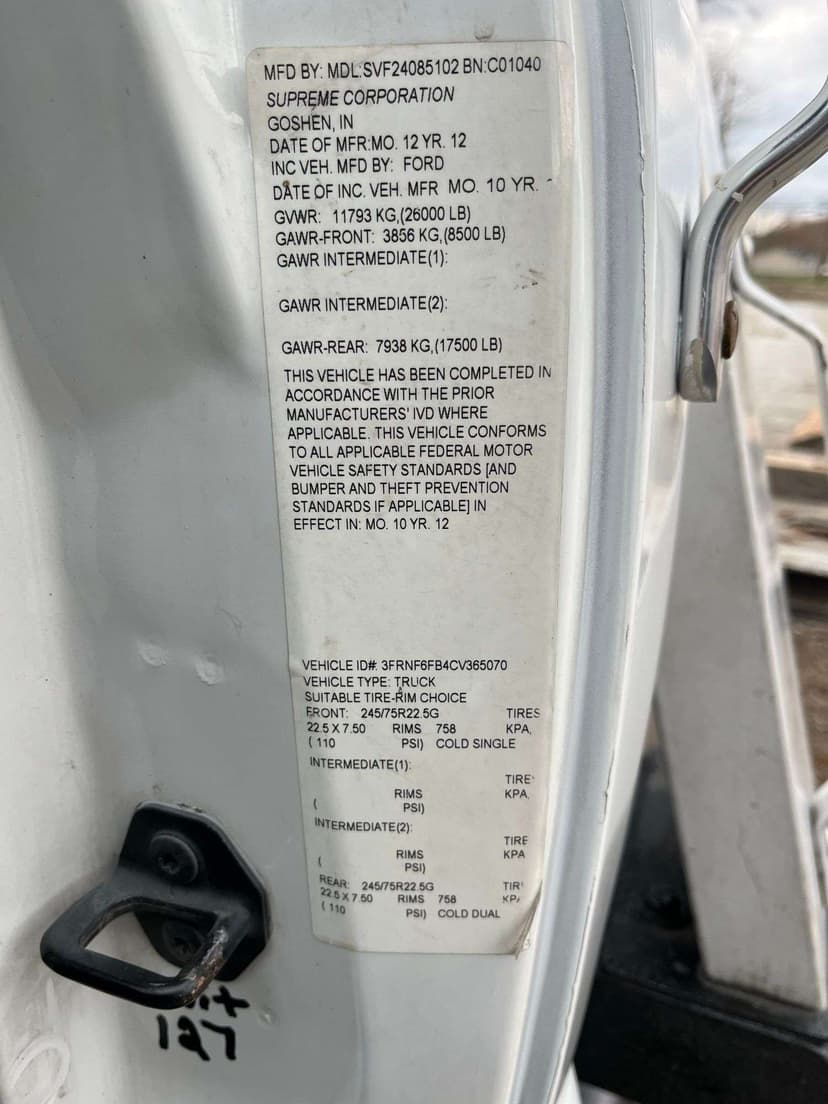 MFD BY: MDL:SVF24085102 BN:C01040
SUPREME CORPORATION
GOSHEN, IN
DATE OF MFR:MO. 12 YR. 12
INC VEH. MFD BY: FORD
DATE OF INC. VEH. MFR MO. 10 YR.
GVWR: 11793 KG,(26000 LB)
GAWR-FRONT: 3856 KG,(8500 LB)
GAWR INTERMEDIATE(1):
GAWR INTERMEDIATE(2):
GAWR-REAR: 7938 KG,(17500 LB)
THIS VEHICLE HAS BEEN COMPLETED IN
ACCORDANCE WITH THE PRIOR
MANUFACTURERS' IVD WHERE
APPLICABLE. THIS VEHICLE CONFORMS
TO ALL APPLICABLE FEDERAL MOTOR
VEHICLE SAFETY STANDARDS [AND
BUMPER AND THEFT PREVENTION
STANDARDS IF APPLICABLE] IN
EFFECT IN: MO. 10 YR. 12
VEHICLE ID#: 3FRNF6FB4CV365070
VEHICLE TYPE: TRUCK
SUITABLE TIRE-RIM CHOICE
FRONT: 245/75R22.5G TIRES
22.5 X 7.50 RIMS 758 KPA,
( 110 PSI) COLD SINGLE
INTERMEDIATE(1):
TIRE
RIMS KPA,
( PSI)
INTERMEDIATE(2):
TIRE
RIMS KPA
( PSI)
REAR: 245/75R22.5G TIR
22.5 X 7.50 RIMS 758 KP
( 110 PSI) COLD DUAL
127